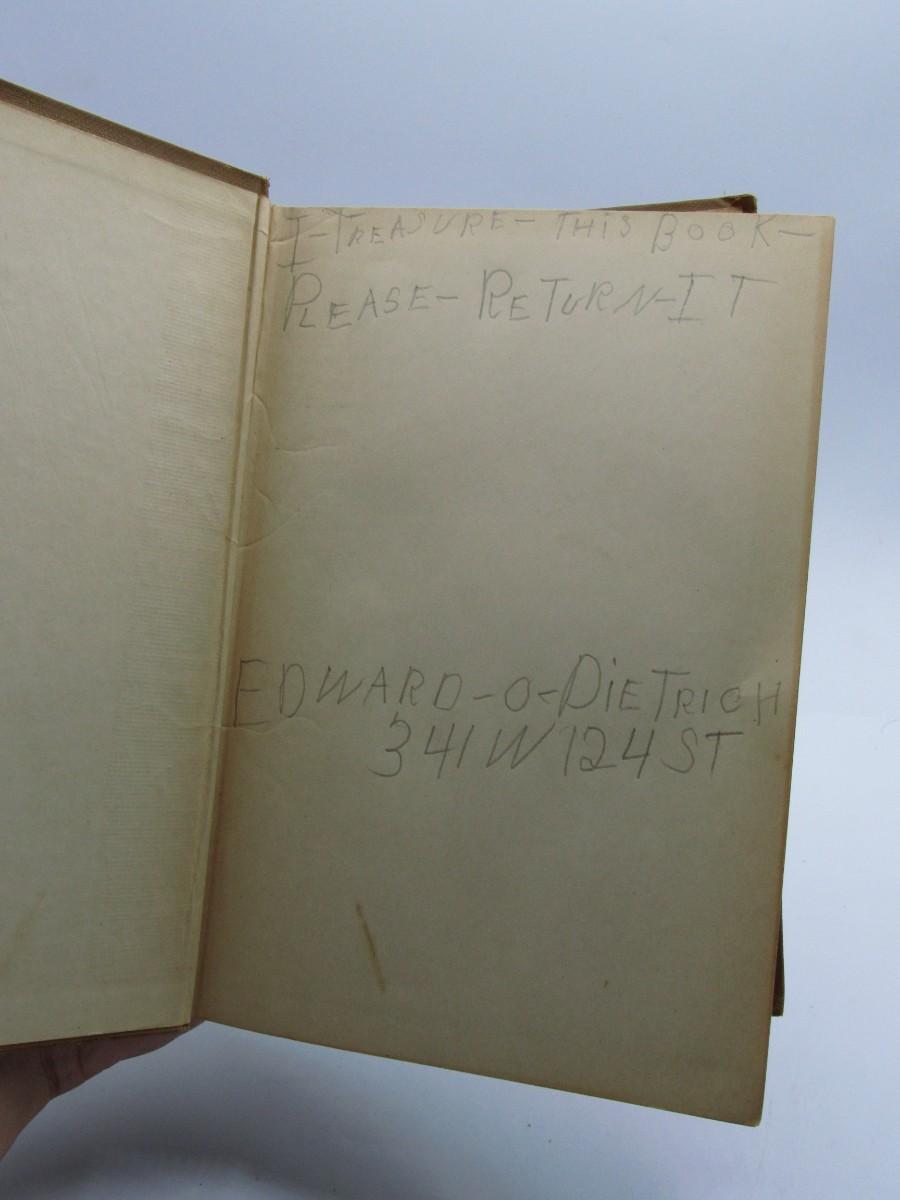 I-TREASURE- THIS BOOK-
PLEASE- RETURN-IT
EDWARD-O-DIETRICH
341 W 124 ST